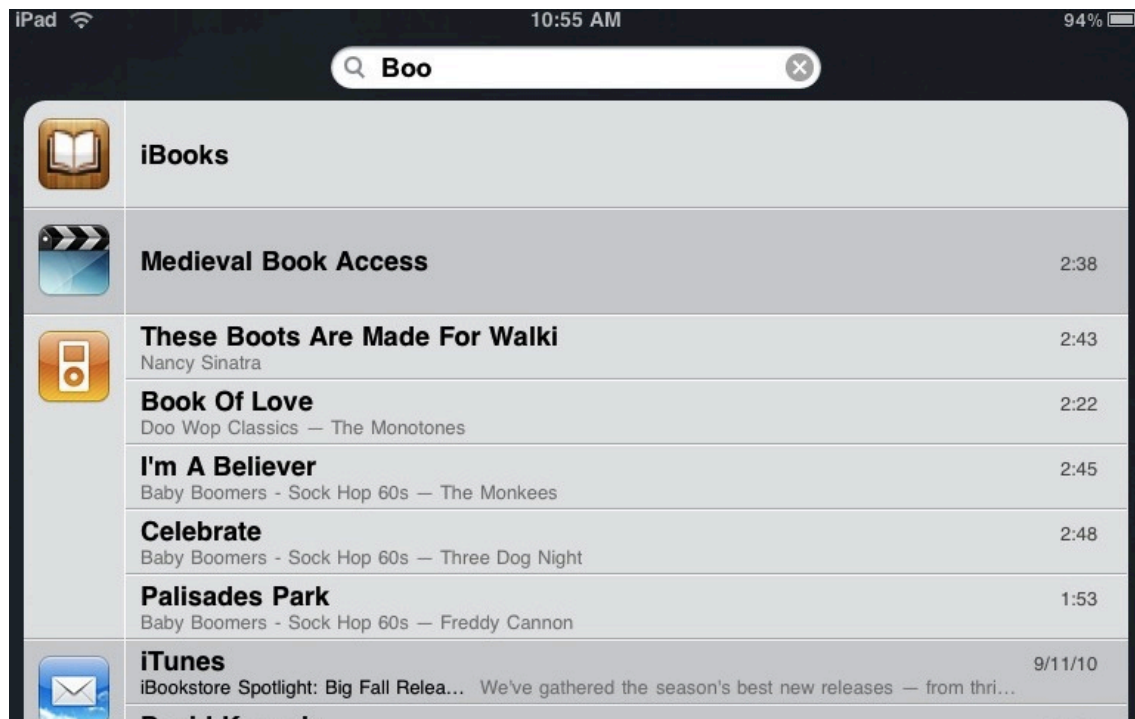 iPad 10:55 AM 94%
Boo
iBooks
Medieval Book Access 2:38
These Boots Are Made For Walki 2:43
Nancy Sinatra
Book Of Love 2:22
Doo Wop Classics — The Monotones
I'm A Believer 2:45
Baby Boomers - Sock Hop 60s — The Monkees
Celebrate 2:48
Baby Boomers - Sock Hop 60s — Three Dog Night
Palisades Park 1:53
Baby Boomers - Sock Hop 60s — Freddy Cannon
iTunes 9/11/10
iBookstore Spotlight: Big Fall Relea... We've gathered the season's best new releases — from thri...